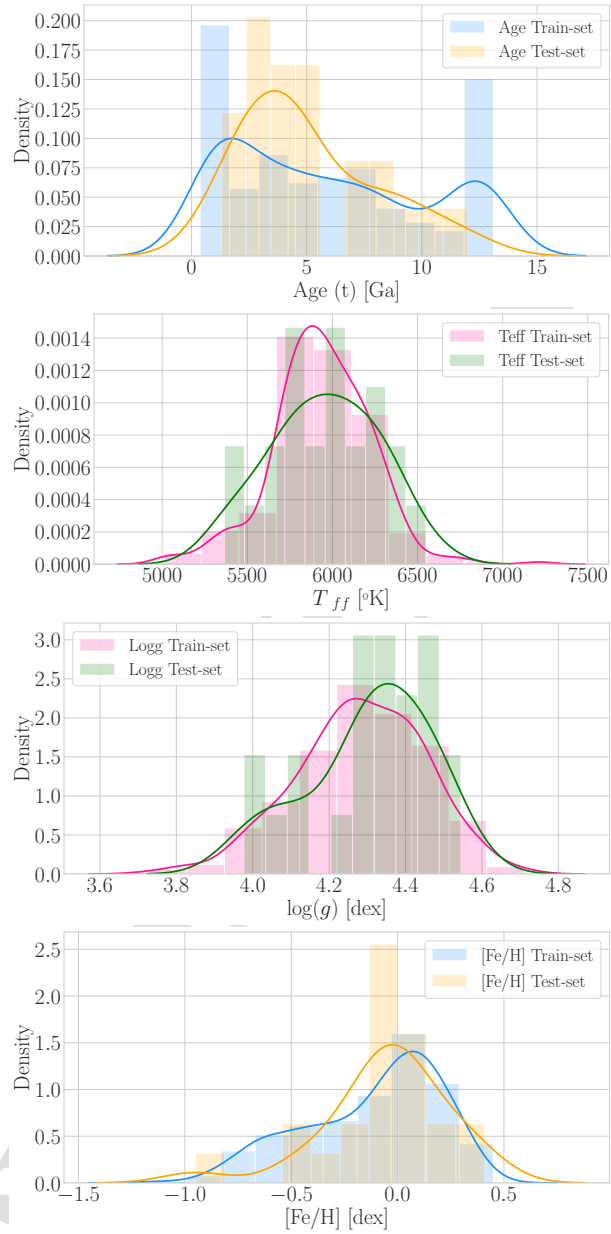 0.200
0.175
0.150
0.125
0.100
0.075
0.050
0.025
0.000
Density
Age Train-set
Age Test-set
0 5 10 15
Age (t) [Ga]
0.0014
0.0012
0.0010
0.0008
0.0006
0.0004
0.0002
0.0000
Density
Teff Train-set
Teff Test-set
5000 5500 6000 6500 7000 7500
T ff [°K]
3.0
2.5
2.0
1.5
1.0
0.5
0.0
Density
Logg Train-set
Logg Test-set
3.6 3.8 4.0 4.2 4.4 4.6 4.8
log(g) [dex]
2.5
2.0
1.5
1.0
0.5
0.0
Density
[Fe/H] Train-set
[Fe/H] Test-set
−1.5 −1.0 −0.5 0.0 0.5
[Fe/H] [dex]